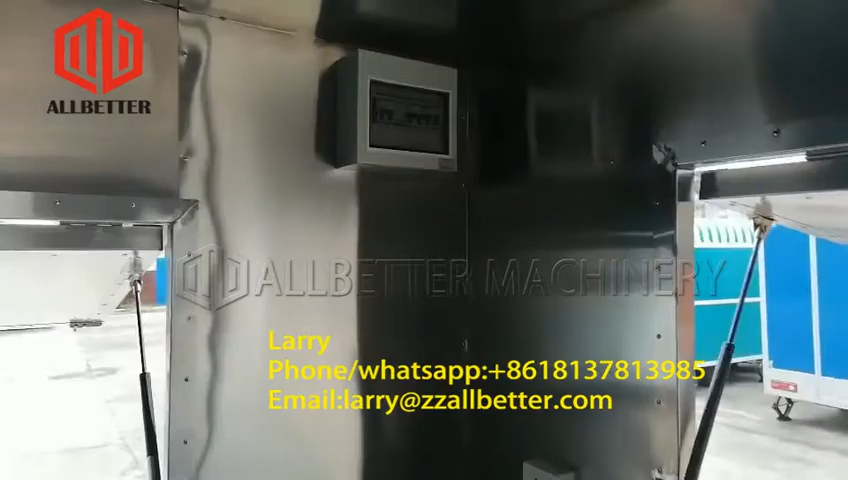 ALLBETTER
ALLBETTER MACHINERY
Larry
Phone/whatsapp:+8618137813985
Email:larry@zzallbetter.com